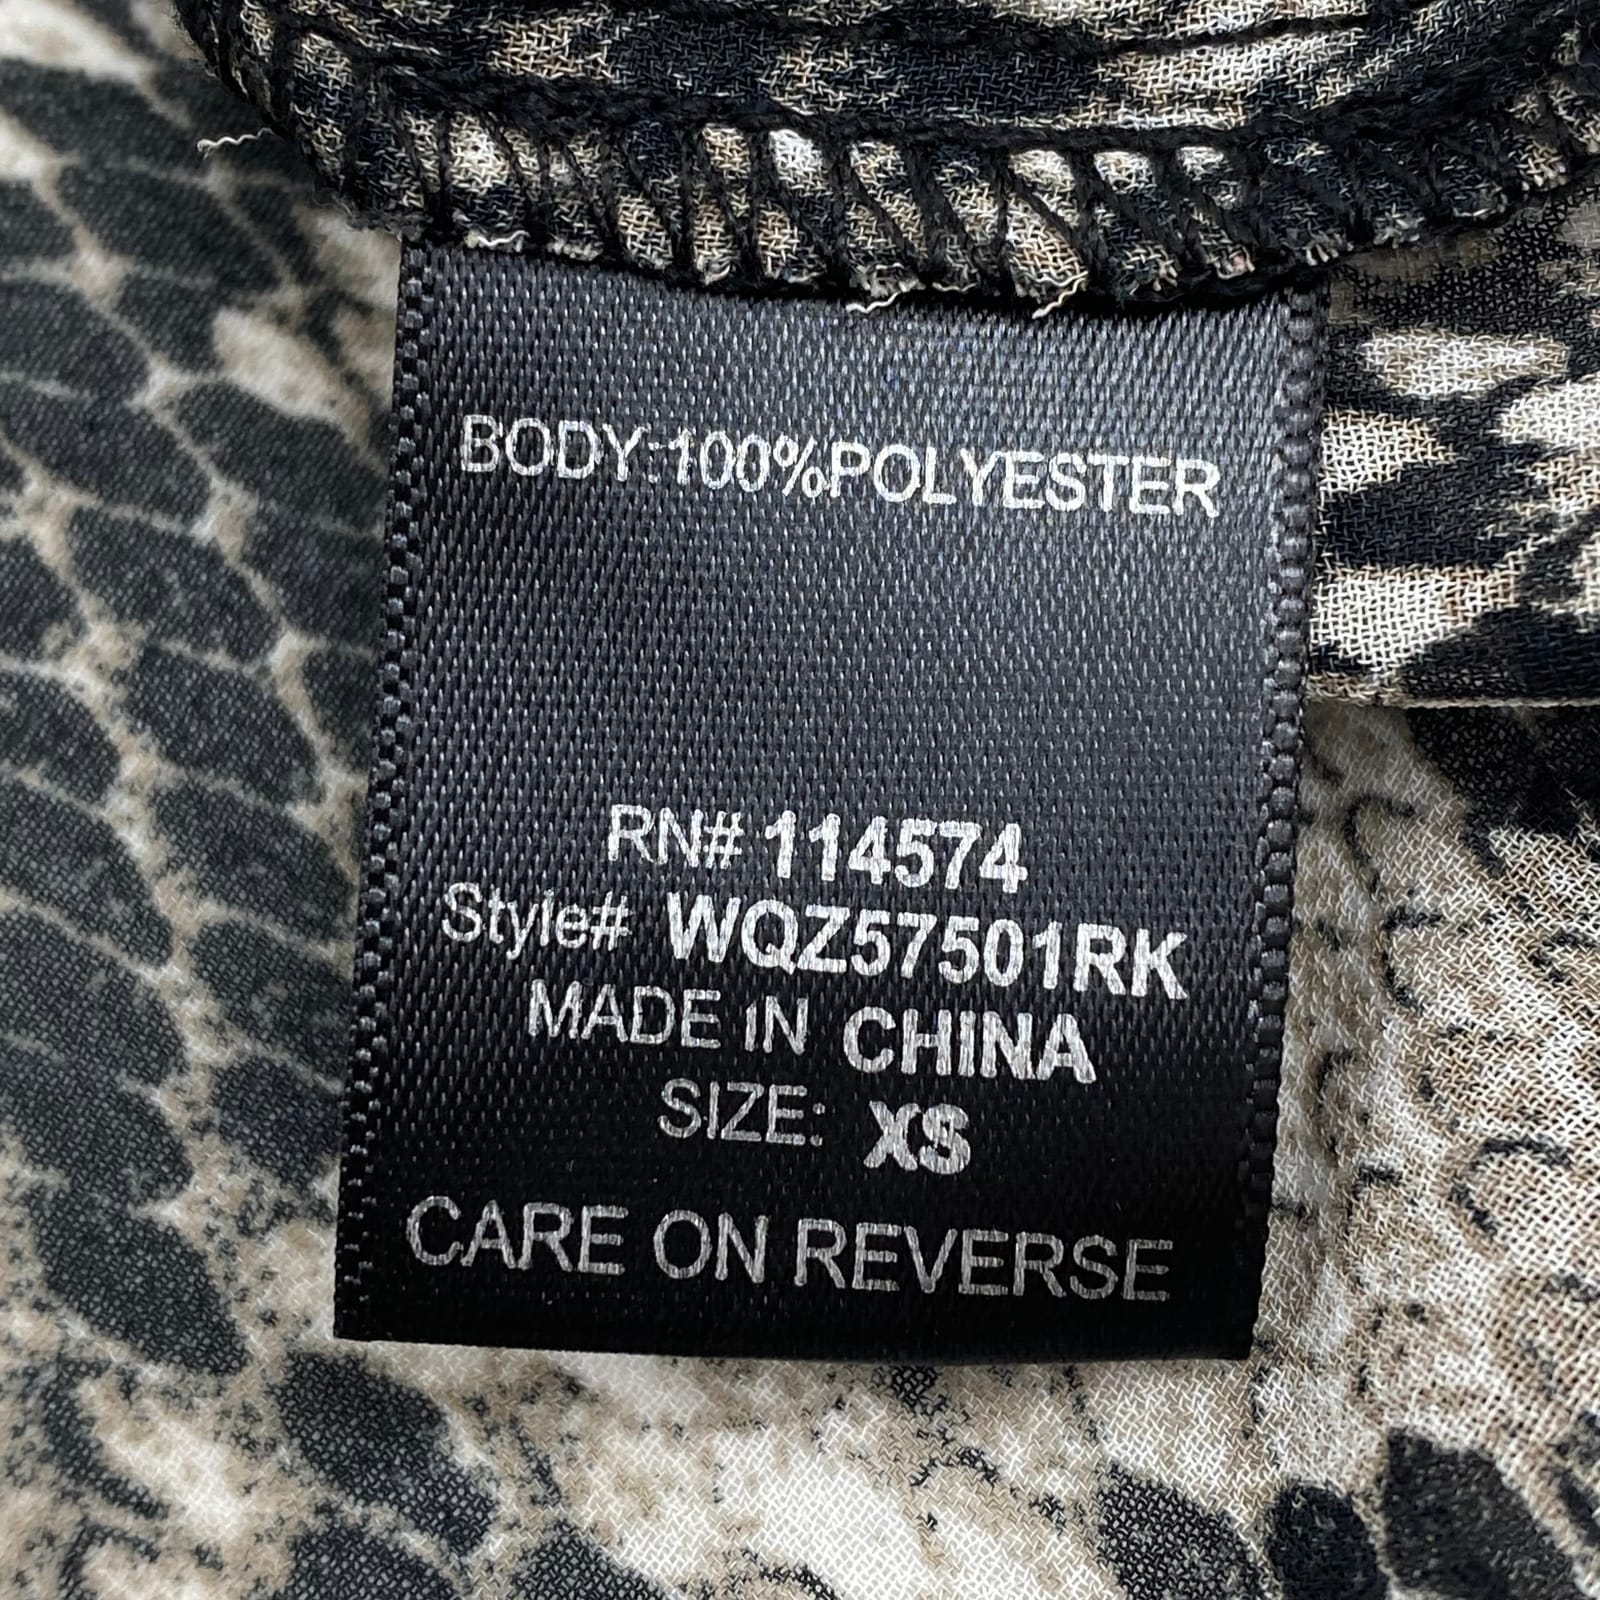 BODY:100%POLYESTER
RN# 114574
Style# WQZ57501RK
MADE IN CHINA
SIZE: XS
CARE ON REVERSE